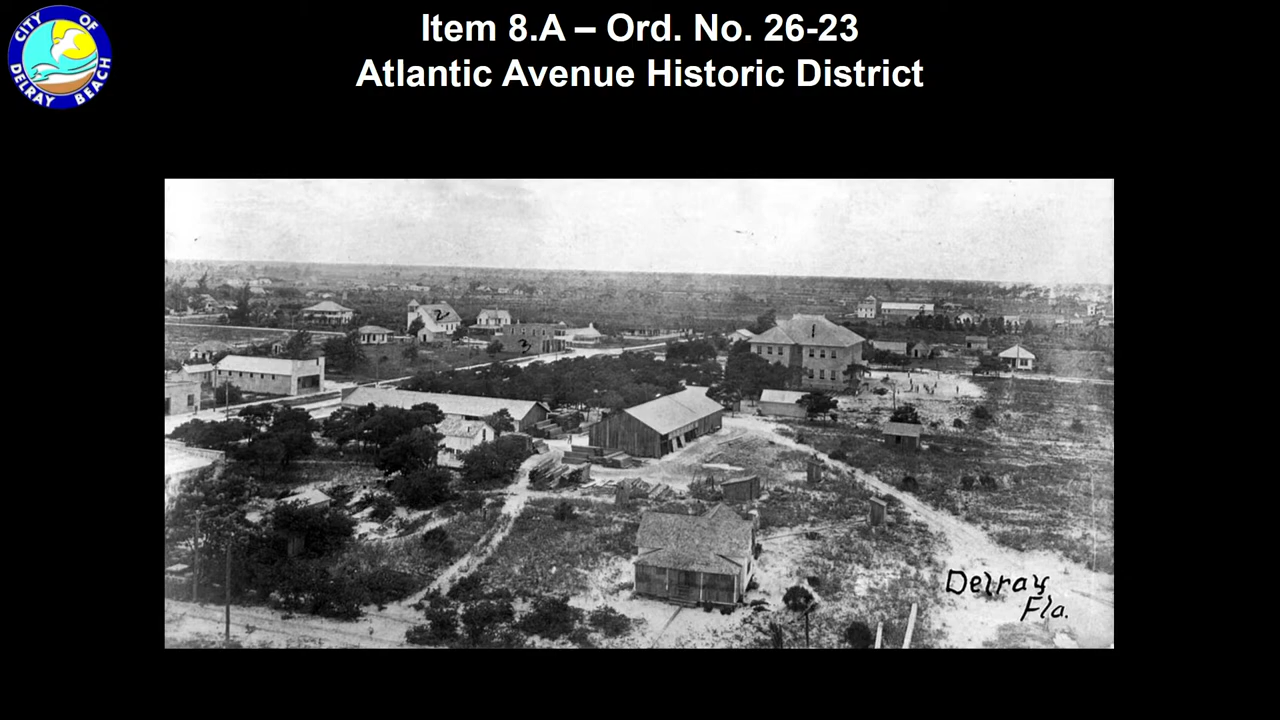 CITY OF
DELRAY BEACH
Item 8.A – Ord. No. 26-23
Atlantic Avenue Historic District
2
3
1
Delray
Fla.